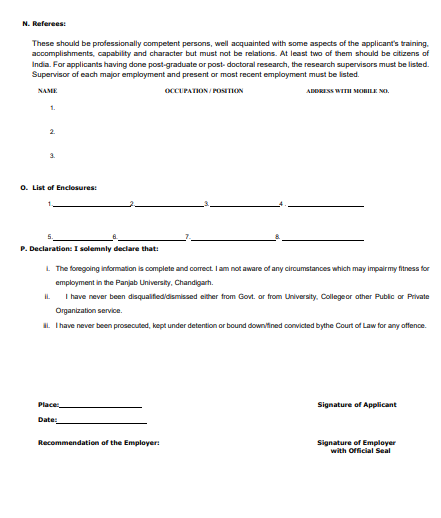 N. Referees:
These should be professionally competent persons, well acquainted with some aspects of the applicant's training,
accomplishments, capability and character but must not be relations. At least two of them should be citizens of
India. For applicants having done post-graduate or post- doctoral research, the research supervisors must be listed.
Supervisor of each major employment and present or most recent employment must be listed.
NAME OCCUPATION / POSITION ADDRESS WITH MOBILE NO.
1.
2.
3.
O. List of Enclosures:
1. 2. 3. 4 .
5. 6. 7. 8.
P. Declaration: I solemnly declare that:
i. The foregoing information is complete and correct. I am not aware of any circumstances which may impairmy fitness for
employment in the Panjab University, Chandigarh.
ii. I have never been disqualified/dismissed either from Govt. or from University, Collegeor other Public or Private
Organization service.
iii. I have never been prosecuted, kept under detention or bound down/fined convicted bythe Court of Law for any offence.
Place: Signature of Applicant
Date:
Recommendation of the Employer: Signature of Employer
with Official Seal